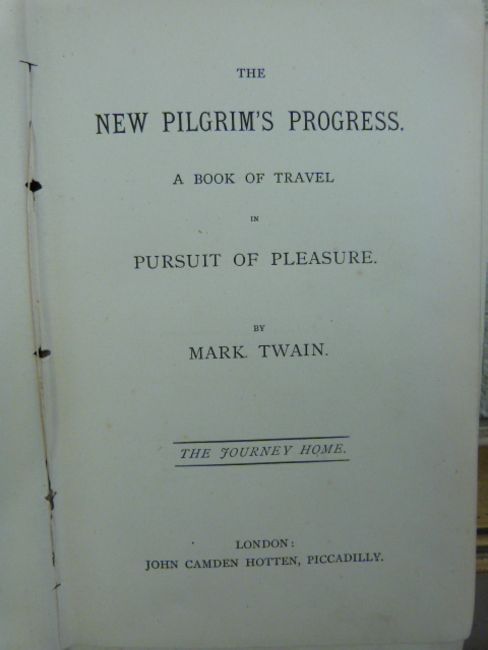 THE
NEW PILGRIM'S PROGRESS.
A BOOK OF TRAVEL
IN
PURSUIT OF PLEASURE.
BY
MARK TWAIN.
THE JOURNEY HOME.
LONDON:
JOHN CAMDEN HOTTEN, PICCADILLY.